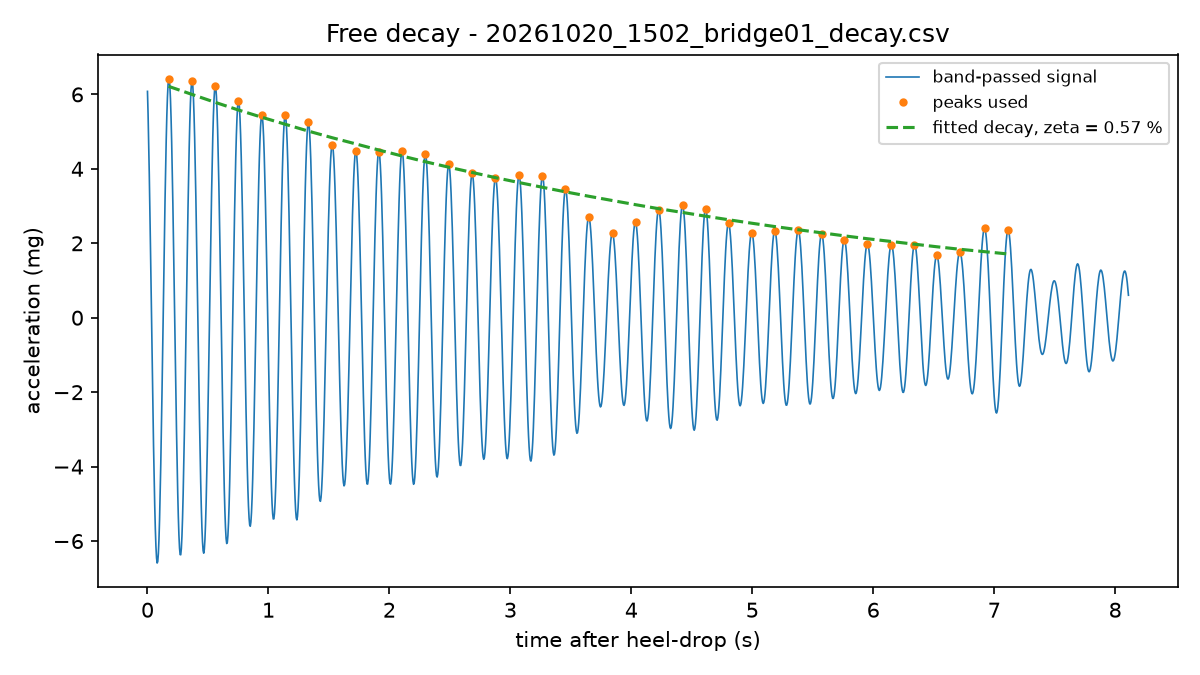 Free decay - 20261020_1502_bridge01_decay.csv
band-passed signal
peaks used
fitted decay, zeta = 0.57 %
acceleration (mg)
6
4
2
0
−2
−4
−6
0 1 2 3 4 5 6 7 8
time after heel-drop (s)